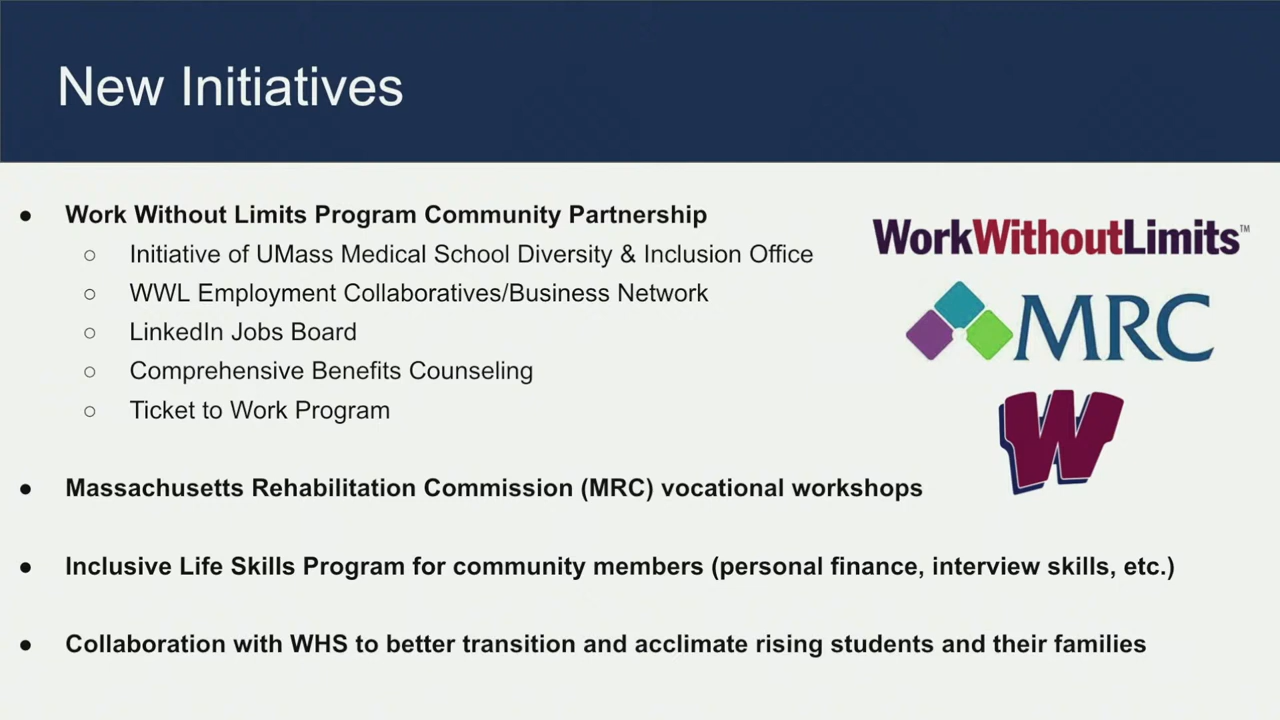 New Initiatives
● Work Without Limits Program Community Partnership
○ Initiative of UMass Medical School Diversity & Inclusion Office
○ WWL Employment Collaboratives/Business Network
○ LinkedIn Jobs Board
○ Comprehensive Benefits Counseling
○ Ticket to Work Program
● Massachusetts Rehabilitation Commission (MRC) vocational workshops
● Inclusive Life Skills Program for community members (personal finance, interview skills, etc.)
● Collaboration with WHS to better transition and acclimate rising students and their families
WorkWithoutLimits™
MRC
W